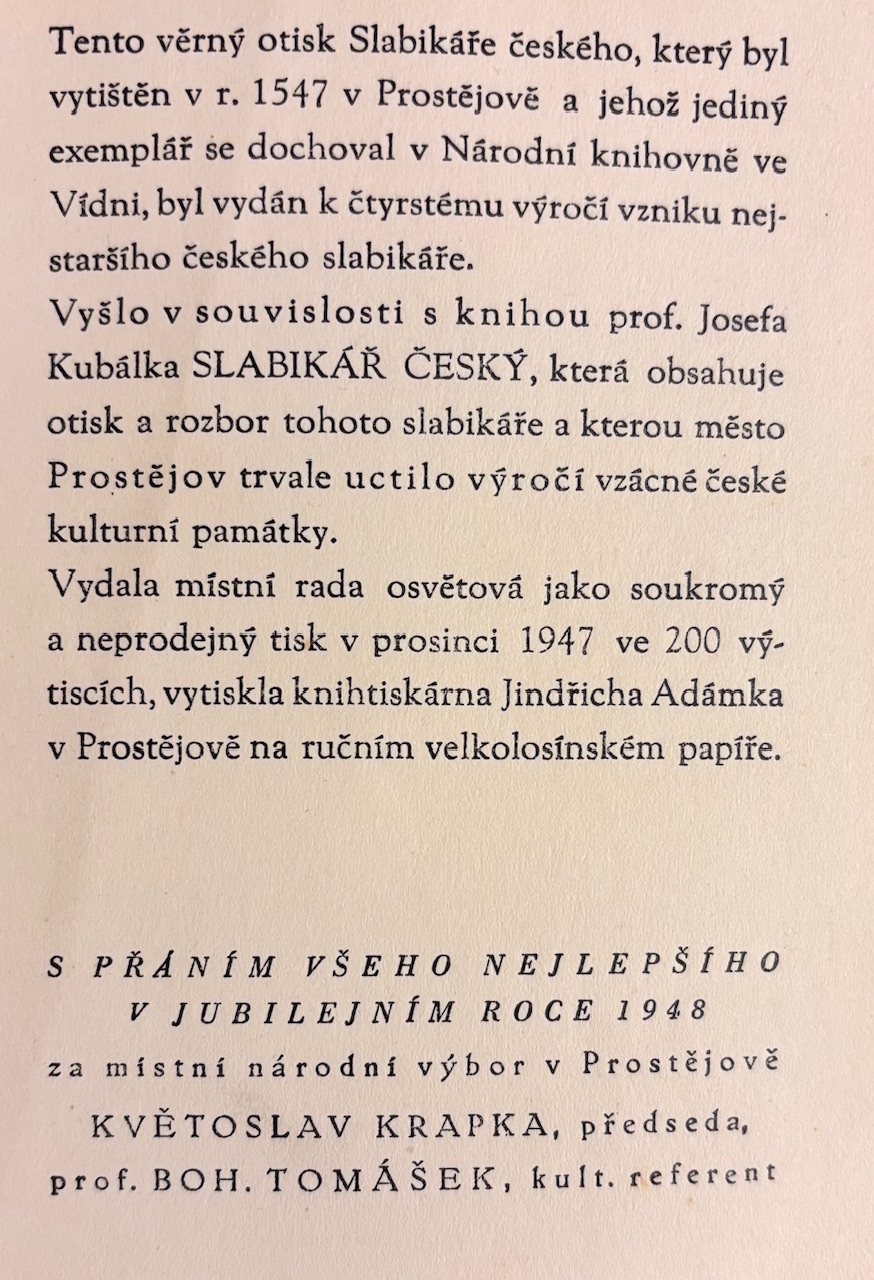 Tento věrný otisk Slabikáře českého, který byl
vytištěn v r. 1547 v Prostějově a jehož jediný
exemplář se dochoval v Národní knihovně ve
Vídni, byl vydán k čtyrstému výročí vzniku nej-
staršího českého slabikáře.
Vyšlo v souvislosti s knihou prof. Josefa
Kubálka SLABIKÁŘ ČESKÝ, která obsahuje
otisk a rozbor tohoto slabikáře a kterou město
Prostějov trvale uctilo výročí vzácné české
kulturní památky.
Vydala místní rada osvětová jako soukromý
a neprodejný tisk v prosinci 1947 ve 200 vý-
tiscích, vytiskla knihtiskárna Jindřicha Adámka
v Prostějově na ručním velkolosínském papíře.
S PŘÁNÍM VŠEHO NEJLEPŠÍHO
V JUBILEJNÍM ROCE 1948
za místní národní výbor v Prostějově
KVĚTOSLAV KRAPKA, předseda,
prof. BOH. TOMÁŠEK, kult. referent